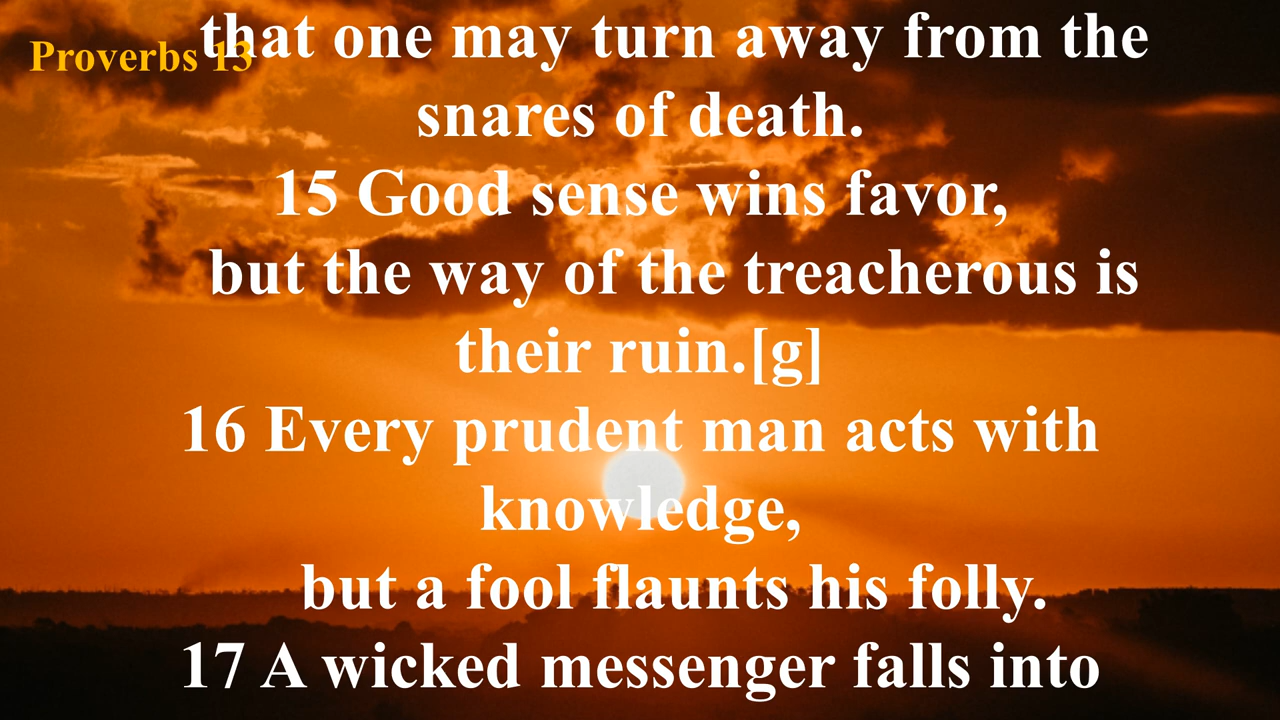 Proverbs 13
that one may turn away from the
snares of death.
15 Good sense wins favor,
but the way of the treacherous is
their ruin.[g]
16 Every prudent man acts with
knowledge,
but a fool flaunts his folly.
17 A wicked messenger falls into